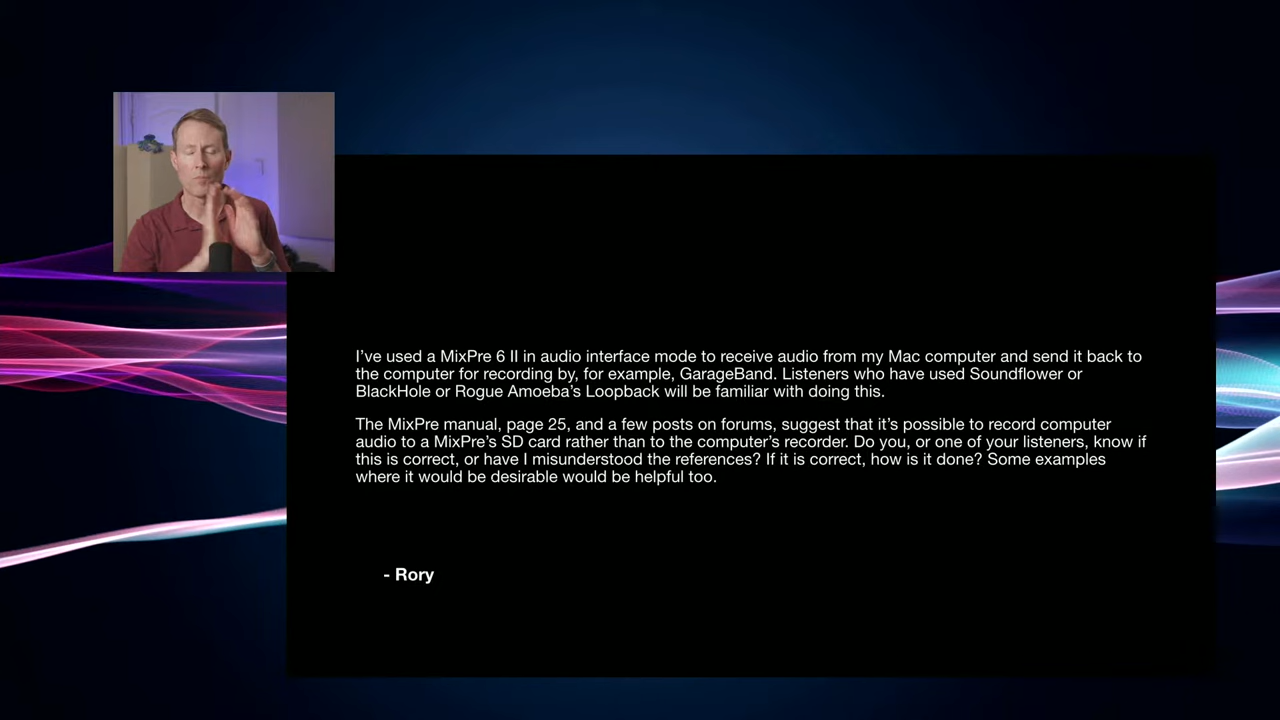 I’ve used a MixPre 6 II in audio interface mode to receive audio from my Mac computer and send it back to
the computer for recording by, for example, GarageBand. Listeners who have used Soundflower or
BlackHole or Rogue Amoeba’s Loopback will be familiar with doing this.
The MixPre manual, page 25, and a few posts on forums, suggest that it’s possible to record computer
audio to a MixPre’s SD card rather than to the computer’s recorder. Do you, or one of your listeners, know if
this is correct, or have I misunderstood the references? If it is correct, how is it done? Some examples
where it would be desirable would be helpful too.
- Rory